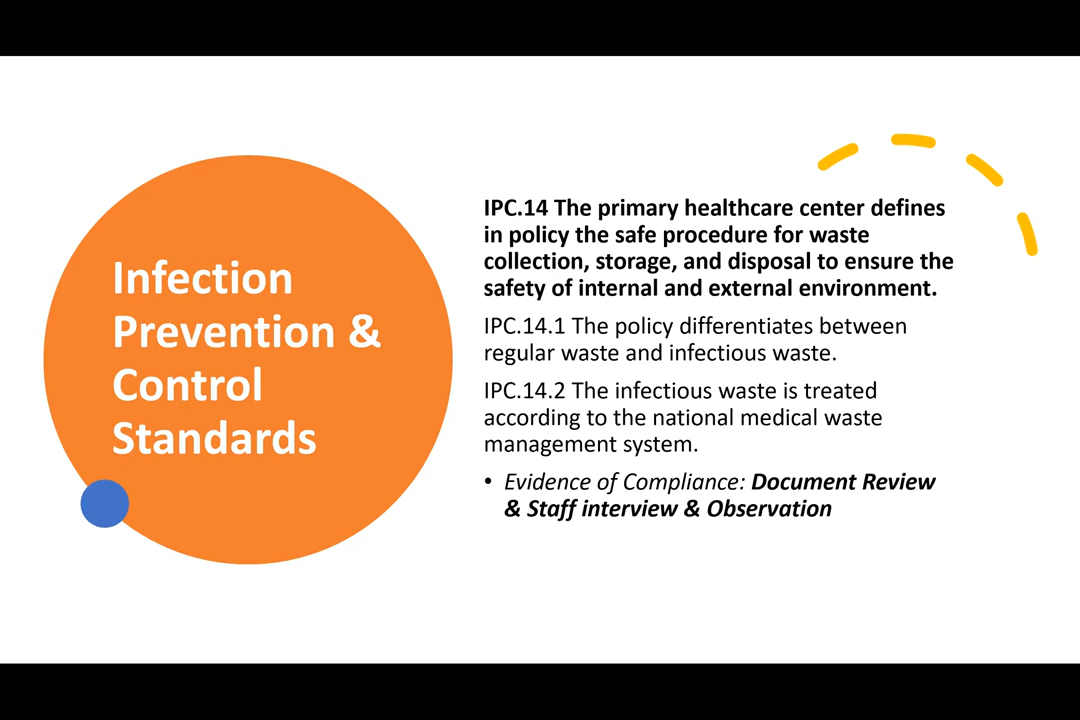 Infection
Prevention &
Control
Standards
IPC.14 The primary healthcare center defines
in policy the safe procedure for waste
collection, storage, and disposal to ensure the
safety of internal and external environment.
IPC.14.1 The policy differentiates between
regular waste and infectious waste.
IPC.14.2 The infectious waste is treated
according to the national medical waste
management system.
• Evidence of Compliance: Document Review
& Staff interview & Observation